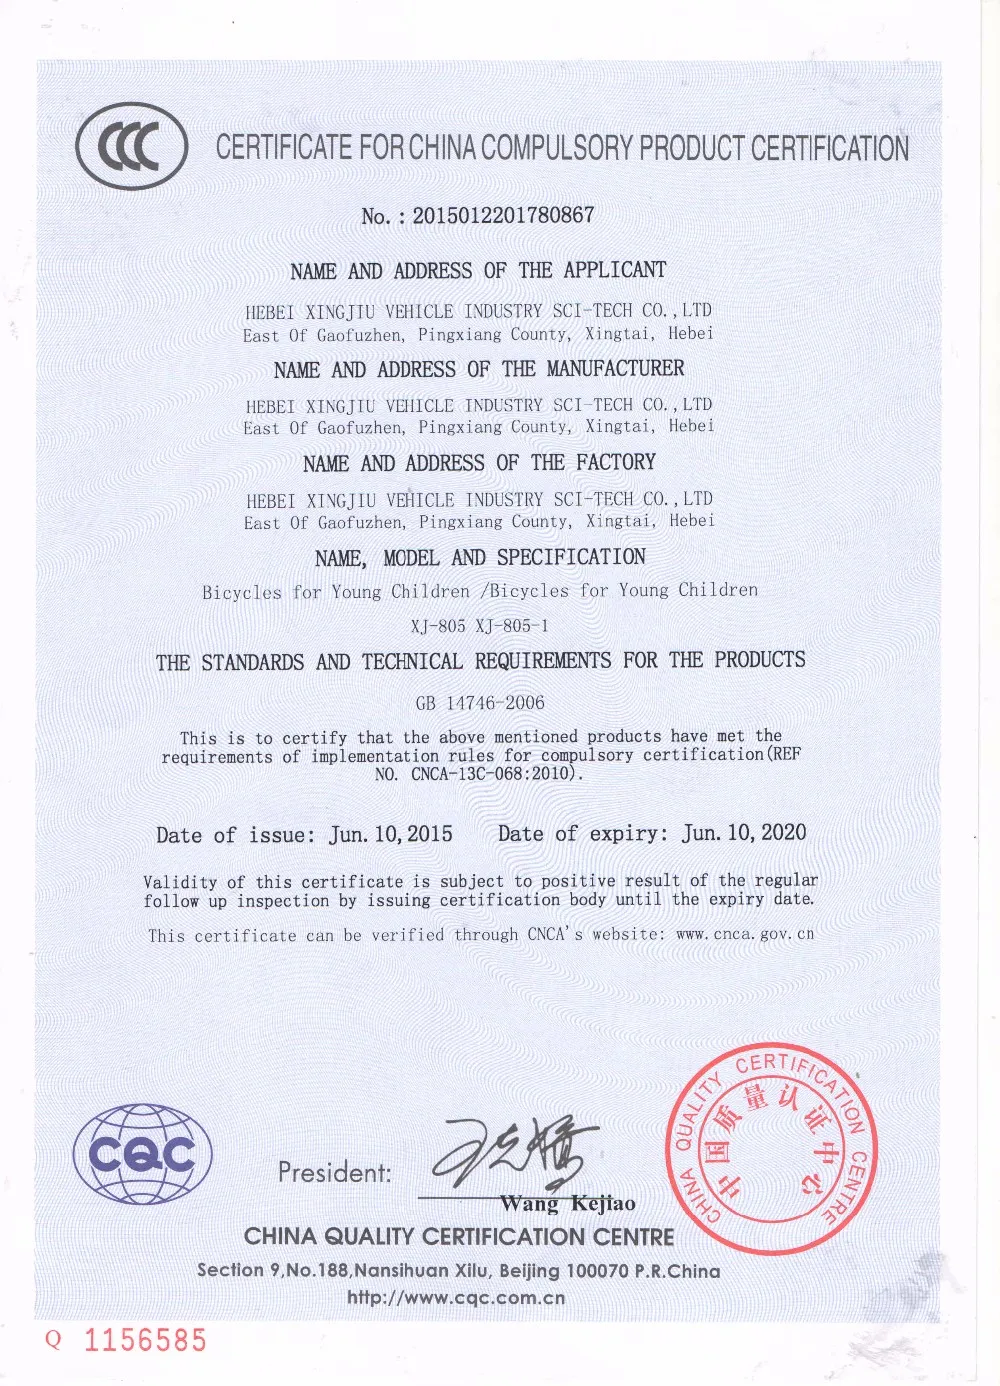 CCC
CERTIFICATE FOR CHINA COMPULSORY PRODUCT CERTIFICATION
No. : 2015012201780867
NAME AND ADDRESS OF THE APPLICANT
HEBEI XINGJIU VEHICLE INDUSTRY SCI-TECH CO.,LTD
East Of Gaofuzhen, Pingxiang County, Xingtai, Hebei
NAME AND ADDRESS OF THE MANUFACTURER
HEBEI XINGJIU VEHICLE INDUSTRY SCI-TECH CO.,LTD
East Of Gaofuzhen, Pingxiang County, Xingtai, Hebei
NAME AND ADDRESS OF THE FACTORY
HEBEI XINGJIU VEHICLE INDUSTRY SCI-TECH CO.,LTD
East Of Gaofuzhen, Pingxiang County, Xingtai, Hebei
NAME, MODEL AND SPECIFICATION
Bicycles for Young Children /Bicycles for Young Children
XJ-805 XJ-805-1
THE STANDARDS AND TECHNICAL REQUIREMENTS FOR THE PRODUCTS
GB 14746-2006
This is to certify that the above mentioned products have met the
requirements of implementation rules for compulsory certification(REF
NO. CNCA-13C-068:2010).
Date of issue: Jun. 10, 2015 Date of expiry: Jun. 10, 2020
Validity of this certificate is subject to positive result of the regular
follow up inspection by issuing certification body until the expiry date.
This certificate can be verified through CNCA's website: www.cnca.gov.cn
CQC
President:
王克娇
Wang Kejiao
CHINA QUALITY CERTIFICATION CENTRE
中国质量认证中心
CHINA QUALITY CERTIFICATION CENTRE
Section 9,No.188,Nansihuan Xilu, Beijing 100070 P.R.China
http://www.cqc.com.cn
Q 1156585